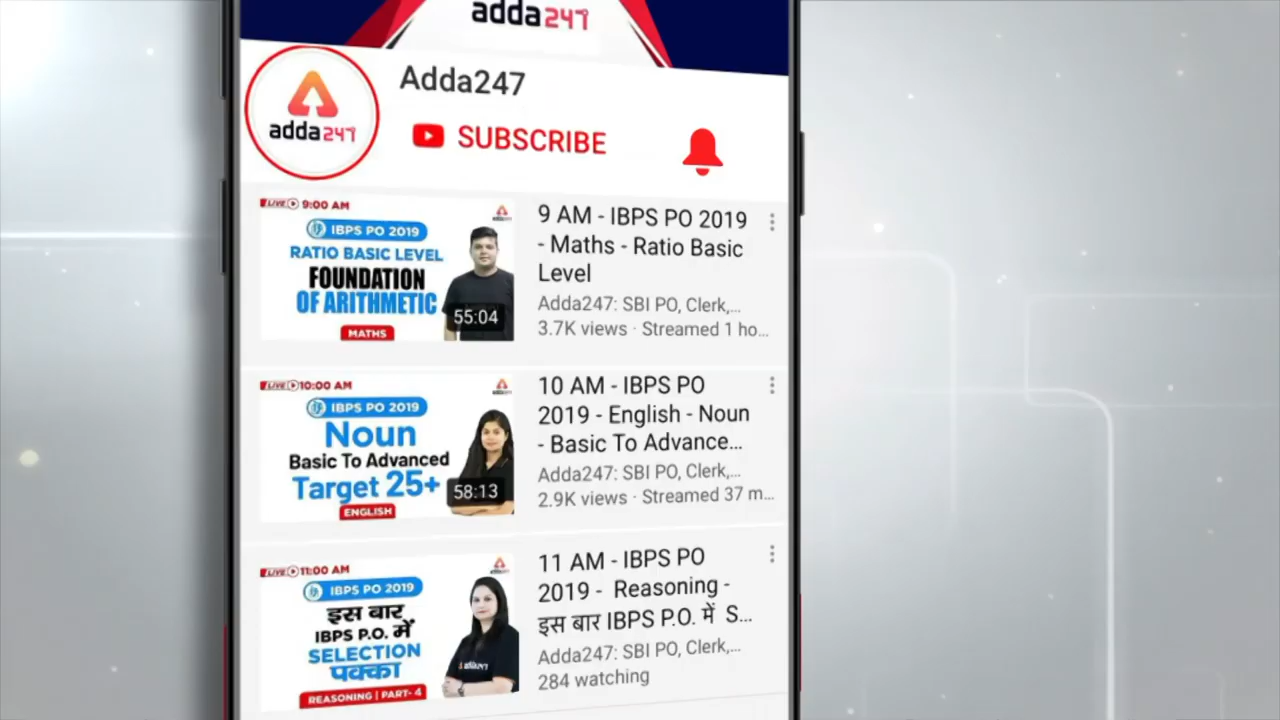 adda247
Adda247
adda247
SUBSCRIBE
LIVE 9:00 AM
IBPS PO 2019
RATIO BASIC LEVEL
FOUNDATION
OF ARITHMETIC
55:04
MATHS
9 AM - IBPS PO 2019
- Maths - Ratio Basic
Level
Adda247: SBI PO, Clerk,...
3.7K views · Streamed 1 ho...
LIVE 10:00 AM
IBPS PO 2019
Noun
Basic To Advanced
Target 25+
58:13
ENGLISH
10 AM - IBPS PO
2019 - English - Noun
- Basic To Advance...
Adda247: SBI PO, Clerk,...
2.9K views · Streamed 37 m...
LIVE 11:00 AM
IBPS PO 2019
इस बार
IBPS P.O. में
SELECTION
पक्का
adda247
REASONING | PART- 4
11 AM - IBPS PO
2019 - Reasoning -
इस बार IBPS P.O. में S...
Adda247: SBI PO, Clerk,...
284 watching